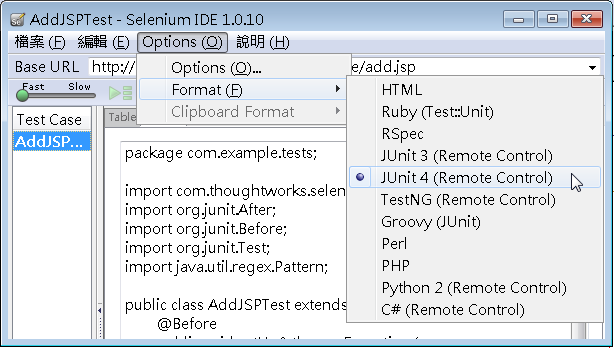 AddJSPTest - Selenium IDE 1.0.10
檔案 (F) 編輯 (E) Options (O) 說明 (H)
Base URL http:// e/add.jsp
Fast Slow
Options (O)...
Format (F)
Clipboard Format
HTML
Ruby (Test::Unit)
RSpec
JUnit 3 (Remote Control)
JUnit 4 (Remote Control)
TestNG (Remote Control)
Groovy (JUnit)
Perl
PHP
Python 2 (Remote Control)
C# (Remote Control)
Test Case
AddJSP...
Table
package com.example.tests;
import com.thoughtworks.selen
import org.junit.After;
import org.junit.Before;
import org.junit.Test;
import java.util.regex.Pattern;
public class AddJSPTest extends
@Before